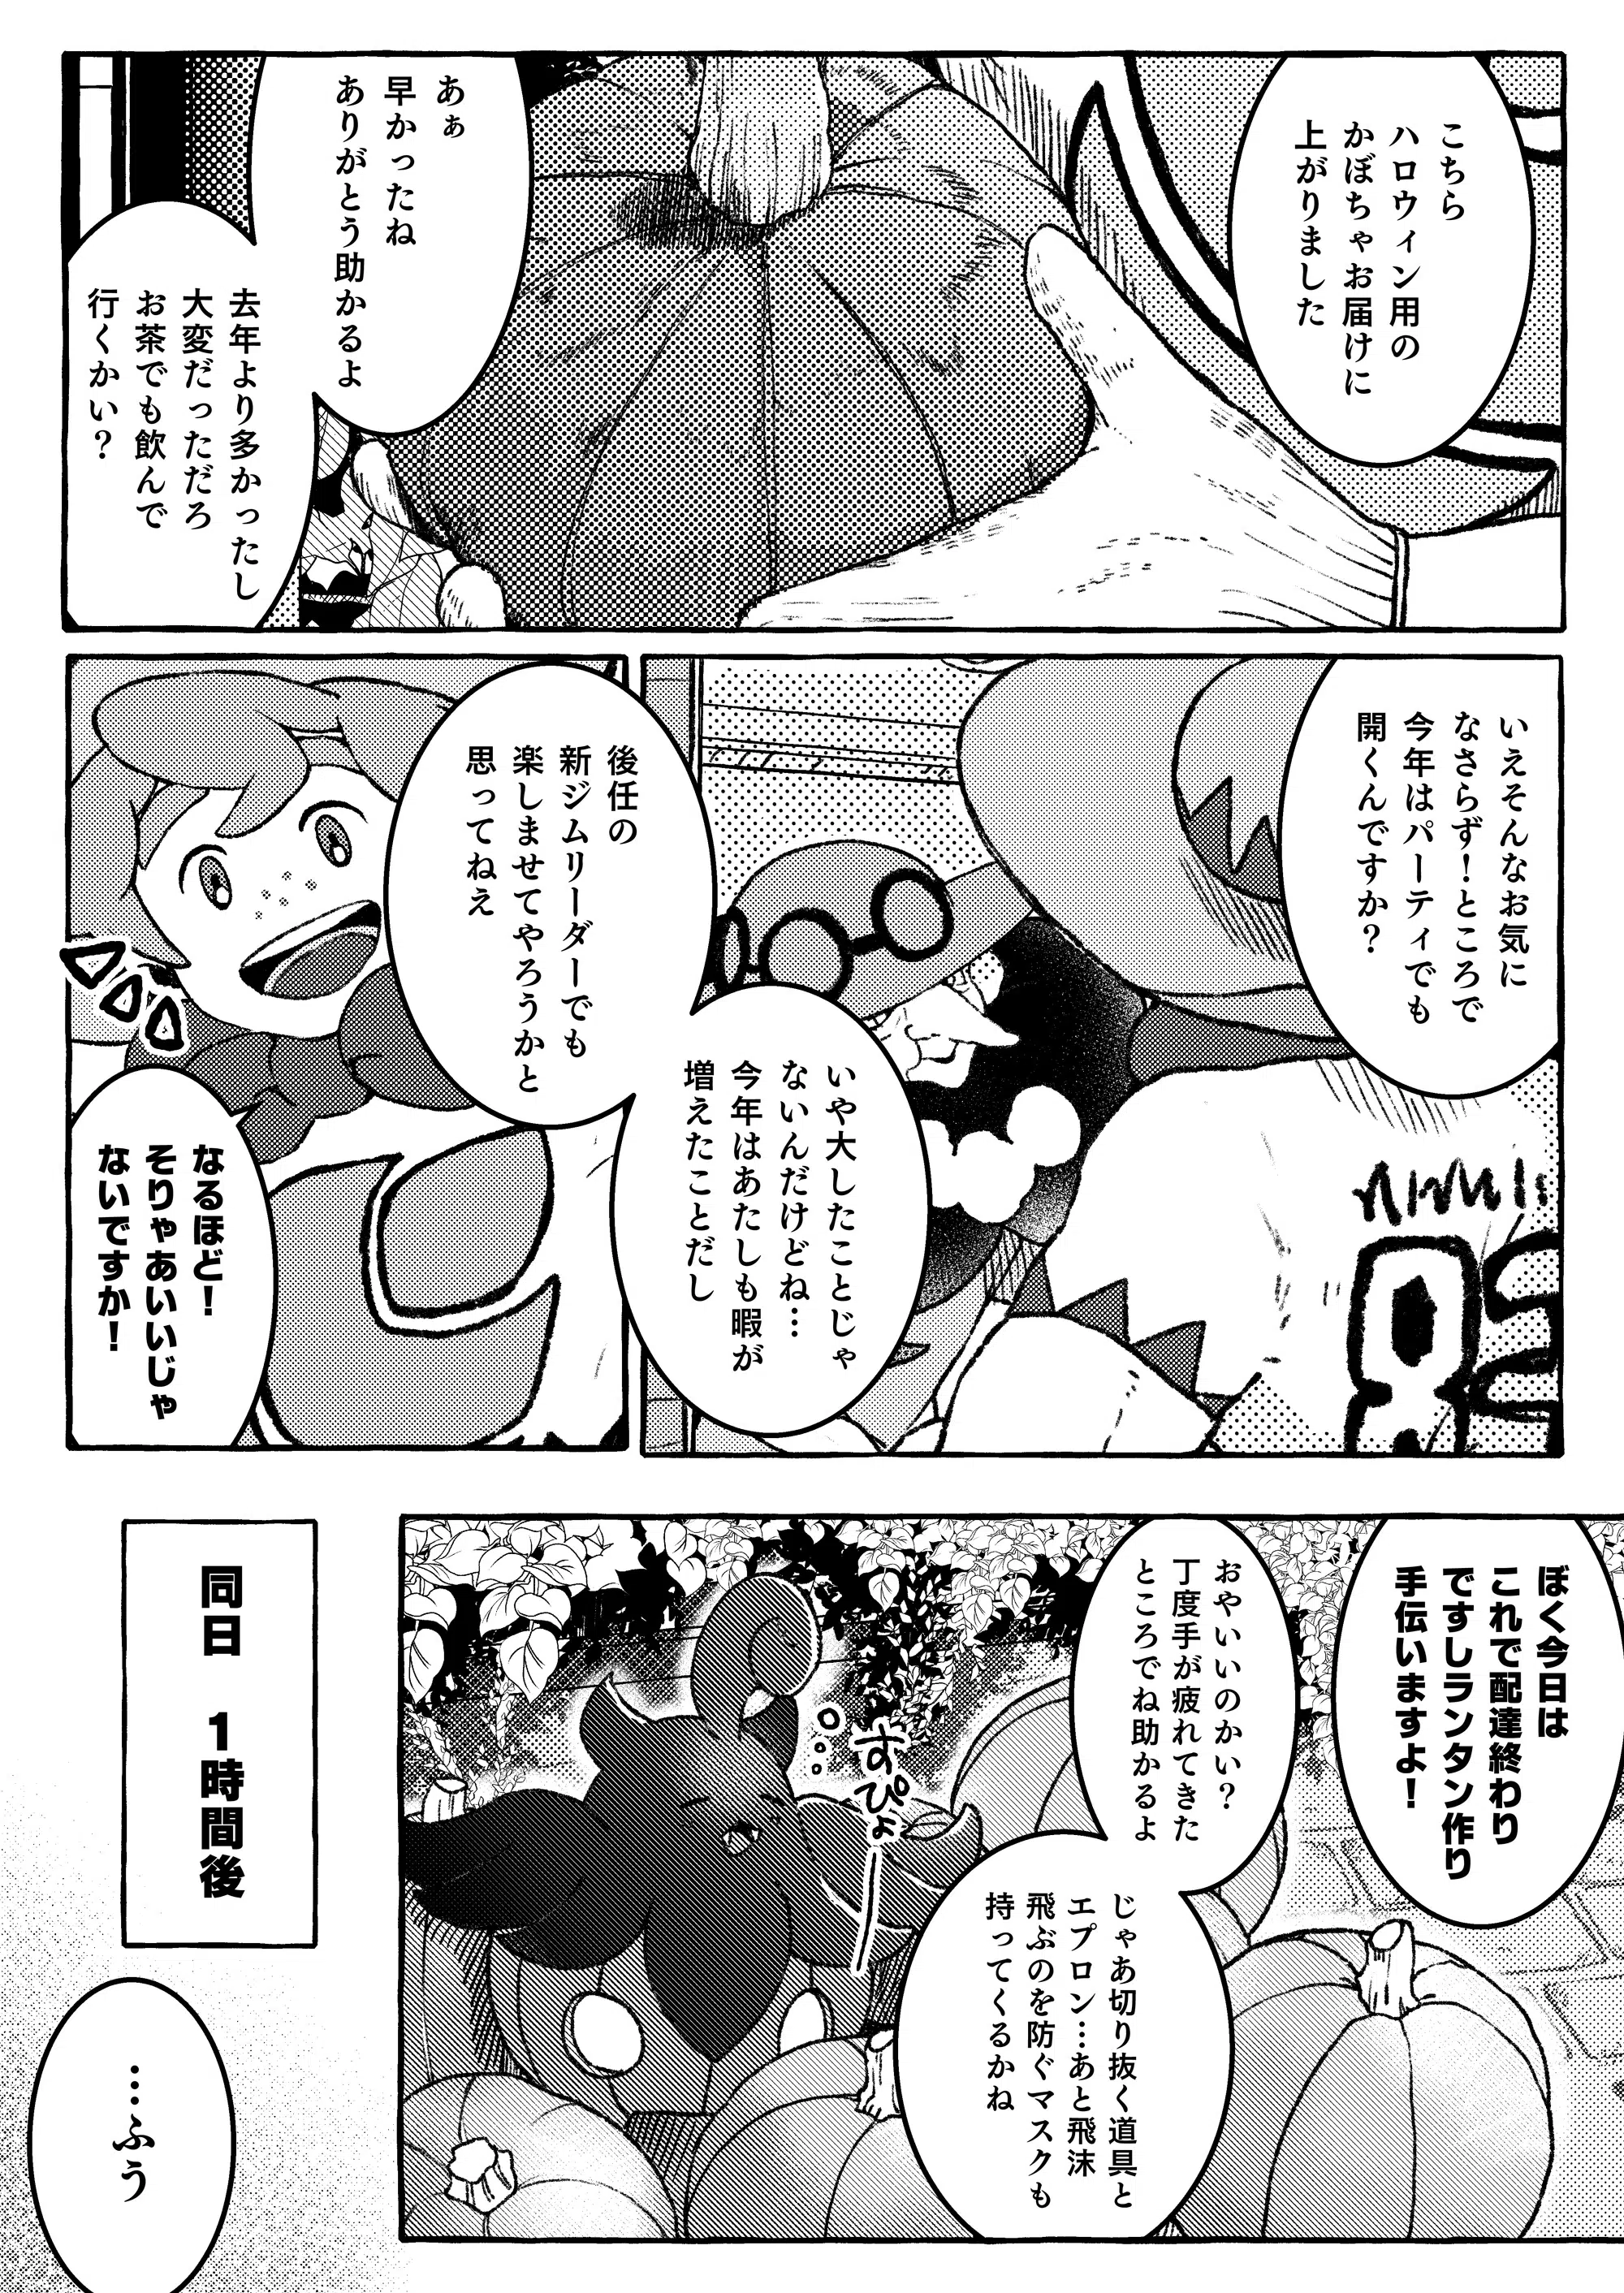 こちら
ハロウィン用の
かぼちゃお届けに
上がりました
あぁ
早かったね
ありがとう助かるよ
去年より多かったし
大変だっただろ
お茶でも飲んで
行くかい？
いえそんなお気に
なさらず！ところで
今年はパーティでも
開くんですか？
いや大したことじゃ
ないんだけどね…
今年はあたしも暇が
増えたことだし
後任の
新ジムリーダーでも
楽しませてやろうかと
思ってねえ
なるほど！
そりゃあいいじゃ
ないですか！
ぼく今日は
これで配達終わり
ですしランタン作り
手伝いますよ！
おやいいのかい？
丁度手が疲れてきた
ところでね助かるよ
じゃあ切り抜く道具と
エプロン…あと飛沫
飛ぶのを防ぐマスクも
持ってくるかね
すぴょー
同日　1時間後
…ふう